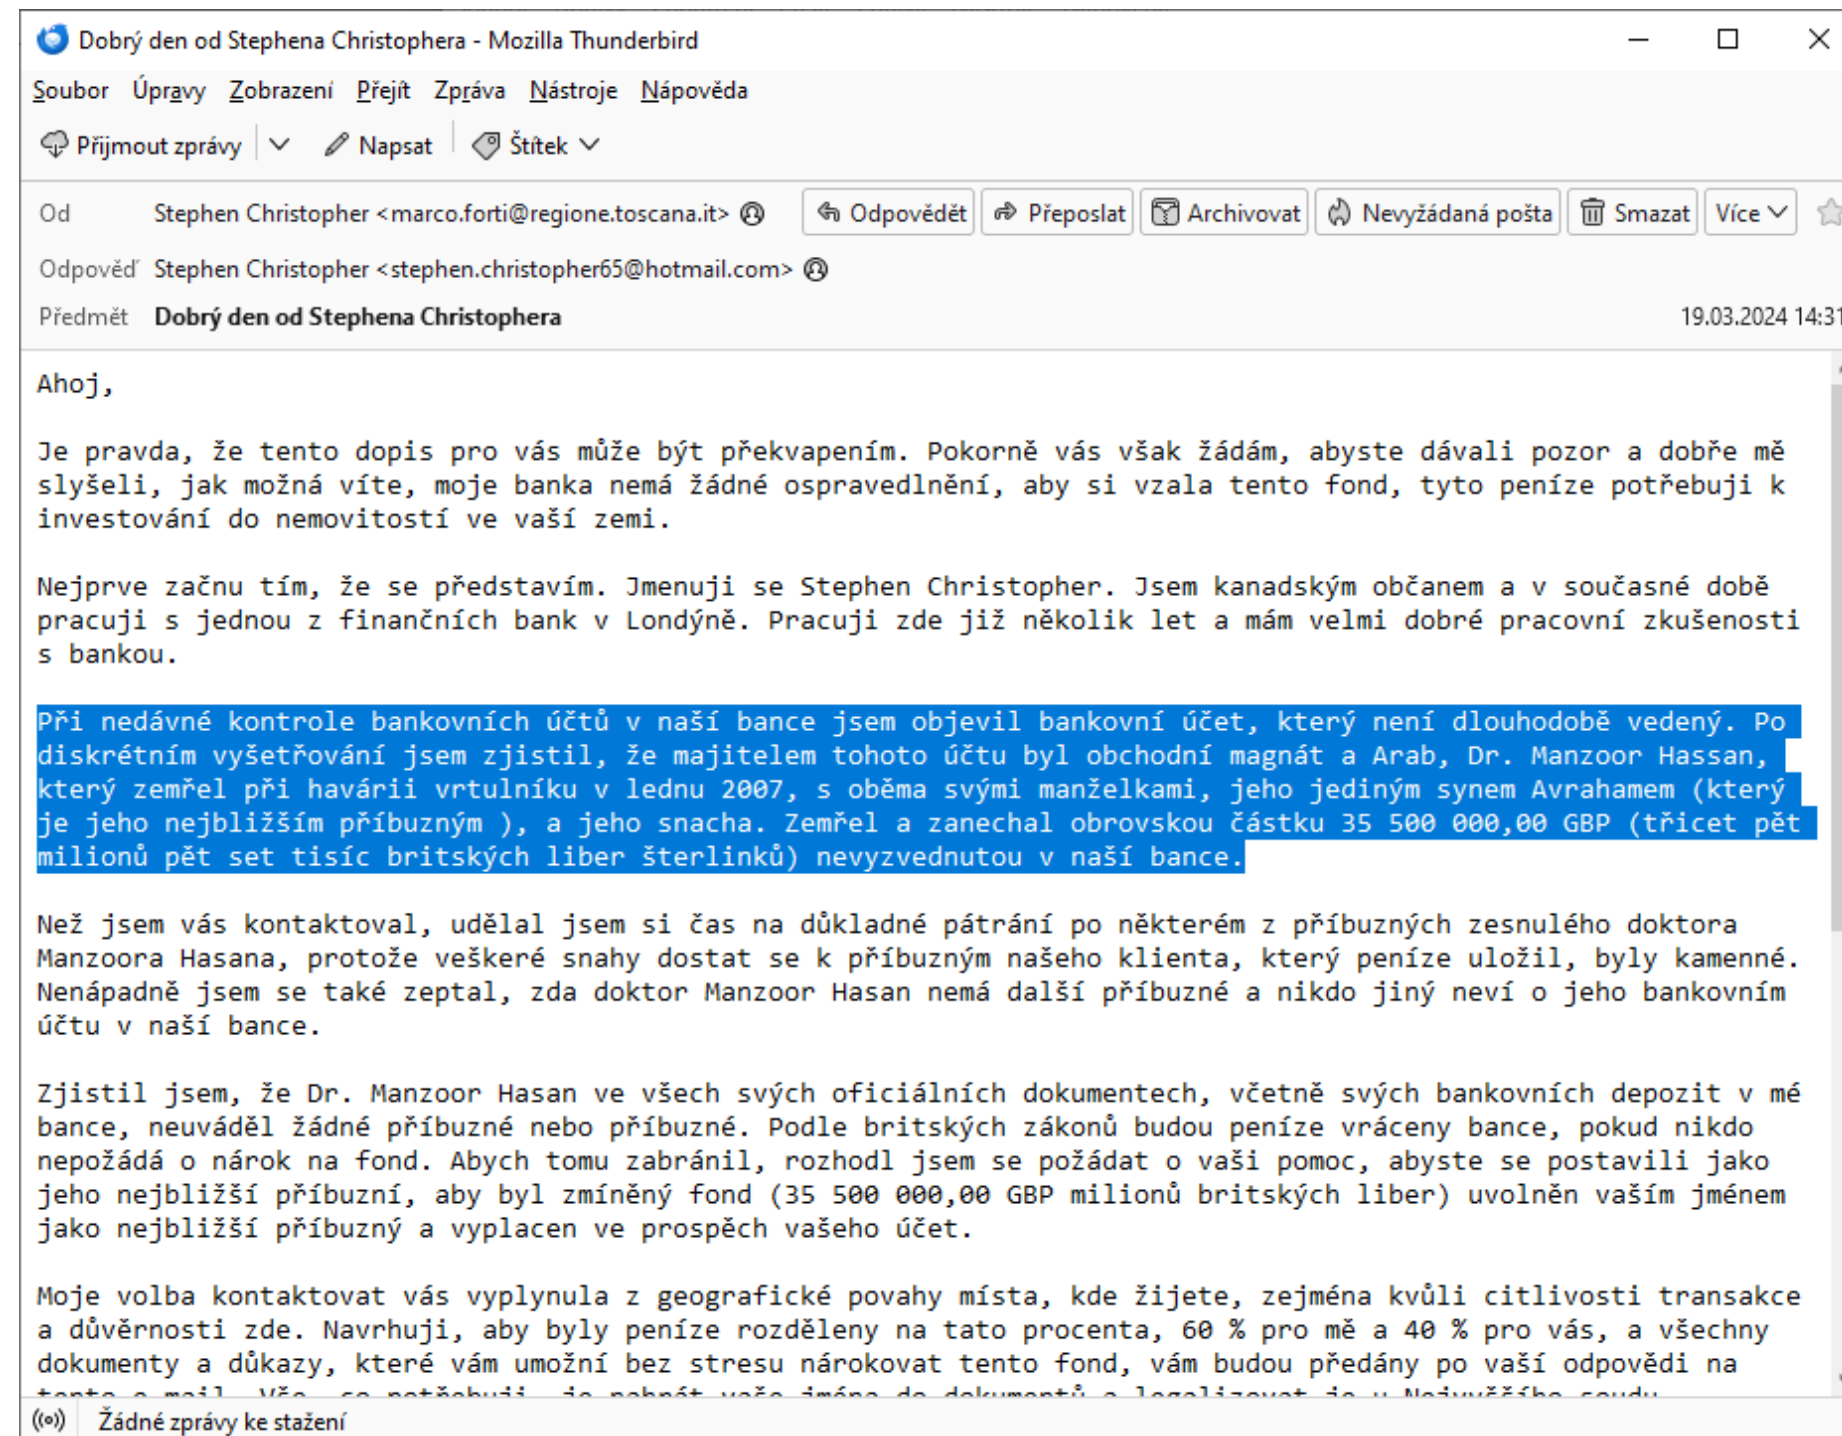 Dobrý den od Stephena Christophera - Mozilla Thunderbird
Soubor Úpravy Zobrazení Přejít Zpráva Nástroje Nápověda
Přijmout zprávy Napsat Štítek
Od Stephen Christopher <marco.forti@regione.toscana.it> Odpovědět Přeposlat Archivovat Nevyžádaná pošta Smazat Více
Odpověď Stephen Christopher <stephen.christopher65@hotmail.com>
Předmět Dobrý den od Stephena Christophera 19.03.2024 14:31
Ahoj,
Je pravda, že tento dopis pro vás může být překvapením. Pokorně vás však žádám, abyste dávali pozor a dobře mě
slyšeli, jak možná víte, moje banka nemá žádné ospravedlnění, aby si vzala tento fond, tyto peníze potřebuji k
investování do nemovitostí ve vaší zemi.
Nejprve začnu tím, že se představím. Jmenuji se Stephen Christopher. Jsem kanadským občanem a v současné době
pracuji s jednou z finančních bank v Londýně. Pracuji zde již několik let a mám velmi dobré pracovní zkušenosti
s bankou.
Při nedávné kontrole bankovních účtů v naší bance jsem objevil bankovní účet, který není dlouhodobě vedený. Po
diskrétním vyšetřování jsem zjistil, že majitelem tohoto účtu byl obchodní magnát a Arab, Dr. Manzoor Hassan,
který zemřel při havárii vrtulníku v lednu 2007, s oběma svými manželkami, jeho jediným synem Avrahamem (který
je jeho nejbližším příbuzným ), a jeho snacha. Zemřel a zanechal obrovskou částku 35 500 000,00 GBP (třicet pět
milionů pět set tisíc britských liber šterlinků) nevyzvednutou v naší bance.
Než jsem vás kontaktoval, udělal jsem si čas na důkladné pátrání po některém z příbuzných zesnulého doktora
Manzoora Hasana, protože veškeré snahy dostat se k příbuzným našeho klienta, který peníze uložil, byly kamenné.
Nenápadně jsem se také zeptal, zda doktor Manzoor Hasan nemá další příbuzné a nikdo jiný neví o jeho bankovním
účtu v naší bance.
Zjistil jsem, že Dr. Manzoor Hasan ve všech svých oficiálních dokumentech, včetně svých bankovních depozit v mé
bance, neuváděl žádné příbuzné nebo příbuzné. Podle britských zákonů budou peníze vráceny bance, pokud nikdo
nepožádá o nárok na fond. Abych tomu zabránil, rozhodl jsem se požádat o vaši pomoc, abyste se postavili jako
jeho nejbližší příbuzní, aby byl zmíněný fond (35 500 000,00 GBP milionů britských liber) uvolněn vaším jménem
jako nejbližší příbuzný a vyplacen ve prospěch vašeho účet.
Moje volba kontaktovat vás vyplynula z geografické povahy místa, kde žijete, zejména kvůli citlivosti transakce
a důvěrnosti zde. Navrhuji, aby byly peníze rozděleny na tato procenta, 60 % pro mě a 40 % pro vás, a všechny
dokumenty a důkazy, které vám umožní bez stresu nárokovat tento fond, vám budou předány po vaší odpovědi na
Žádné zprávy ke stažení